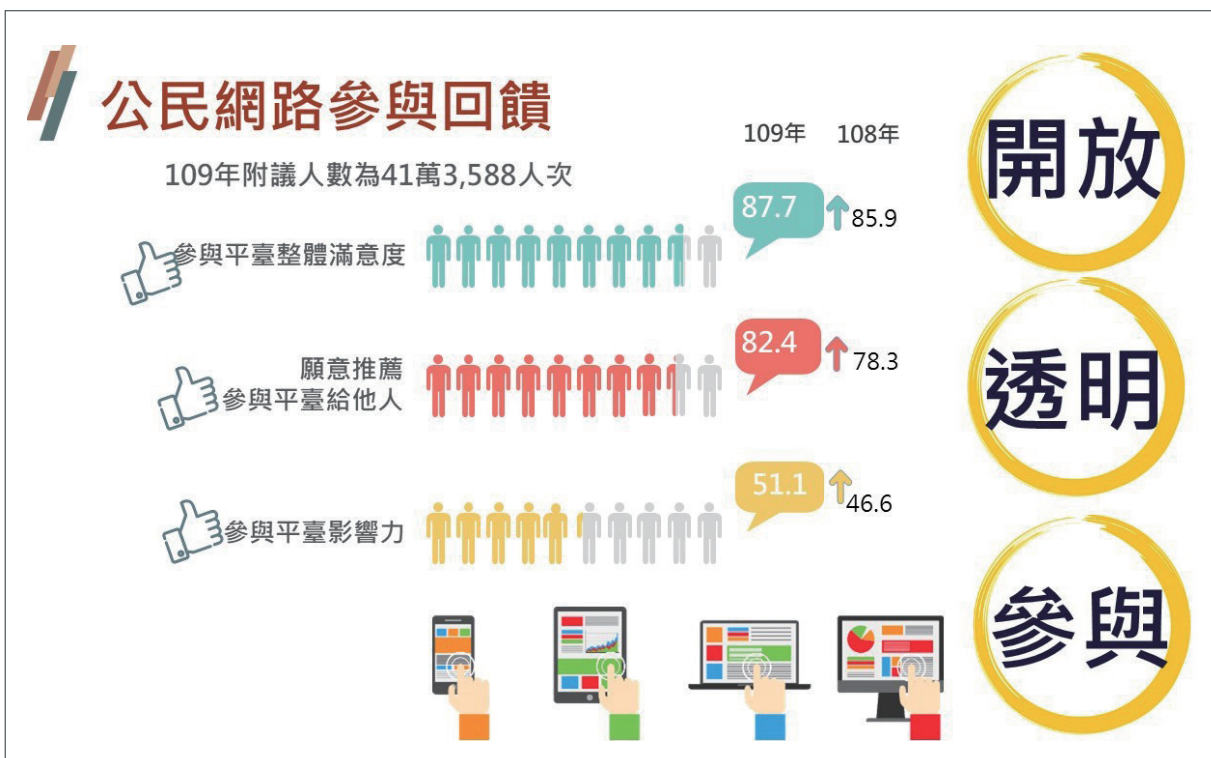 公民網路參與回饋
109年附議人數為41萬3,588人次
109年 108年
參與平臺整體滿意度
87.7 85.9
願意推薦
參與平臺給他人
82.4 78.3
參與平臺影響力
51.1 46.6
開放
透明
參與